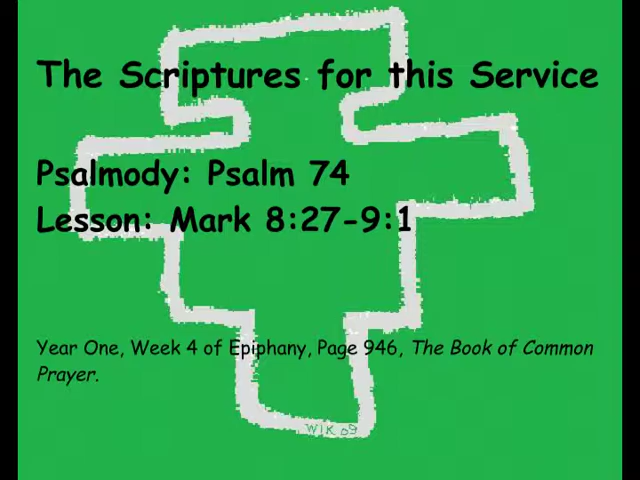 The Scriptures for this Service
Psalmody: Psalm 74
Lesson: Mark 8:27-9:1
Year One, Week 4 of Epiphany, Page 946, The Book of Common
Prayer.
WIK 09